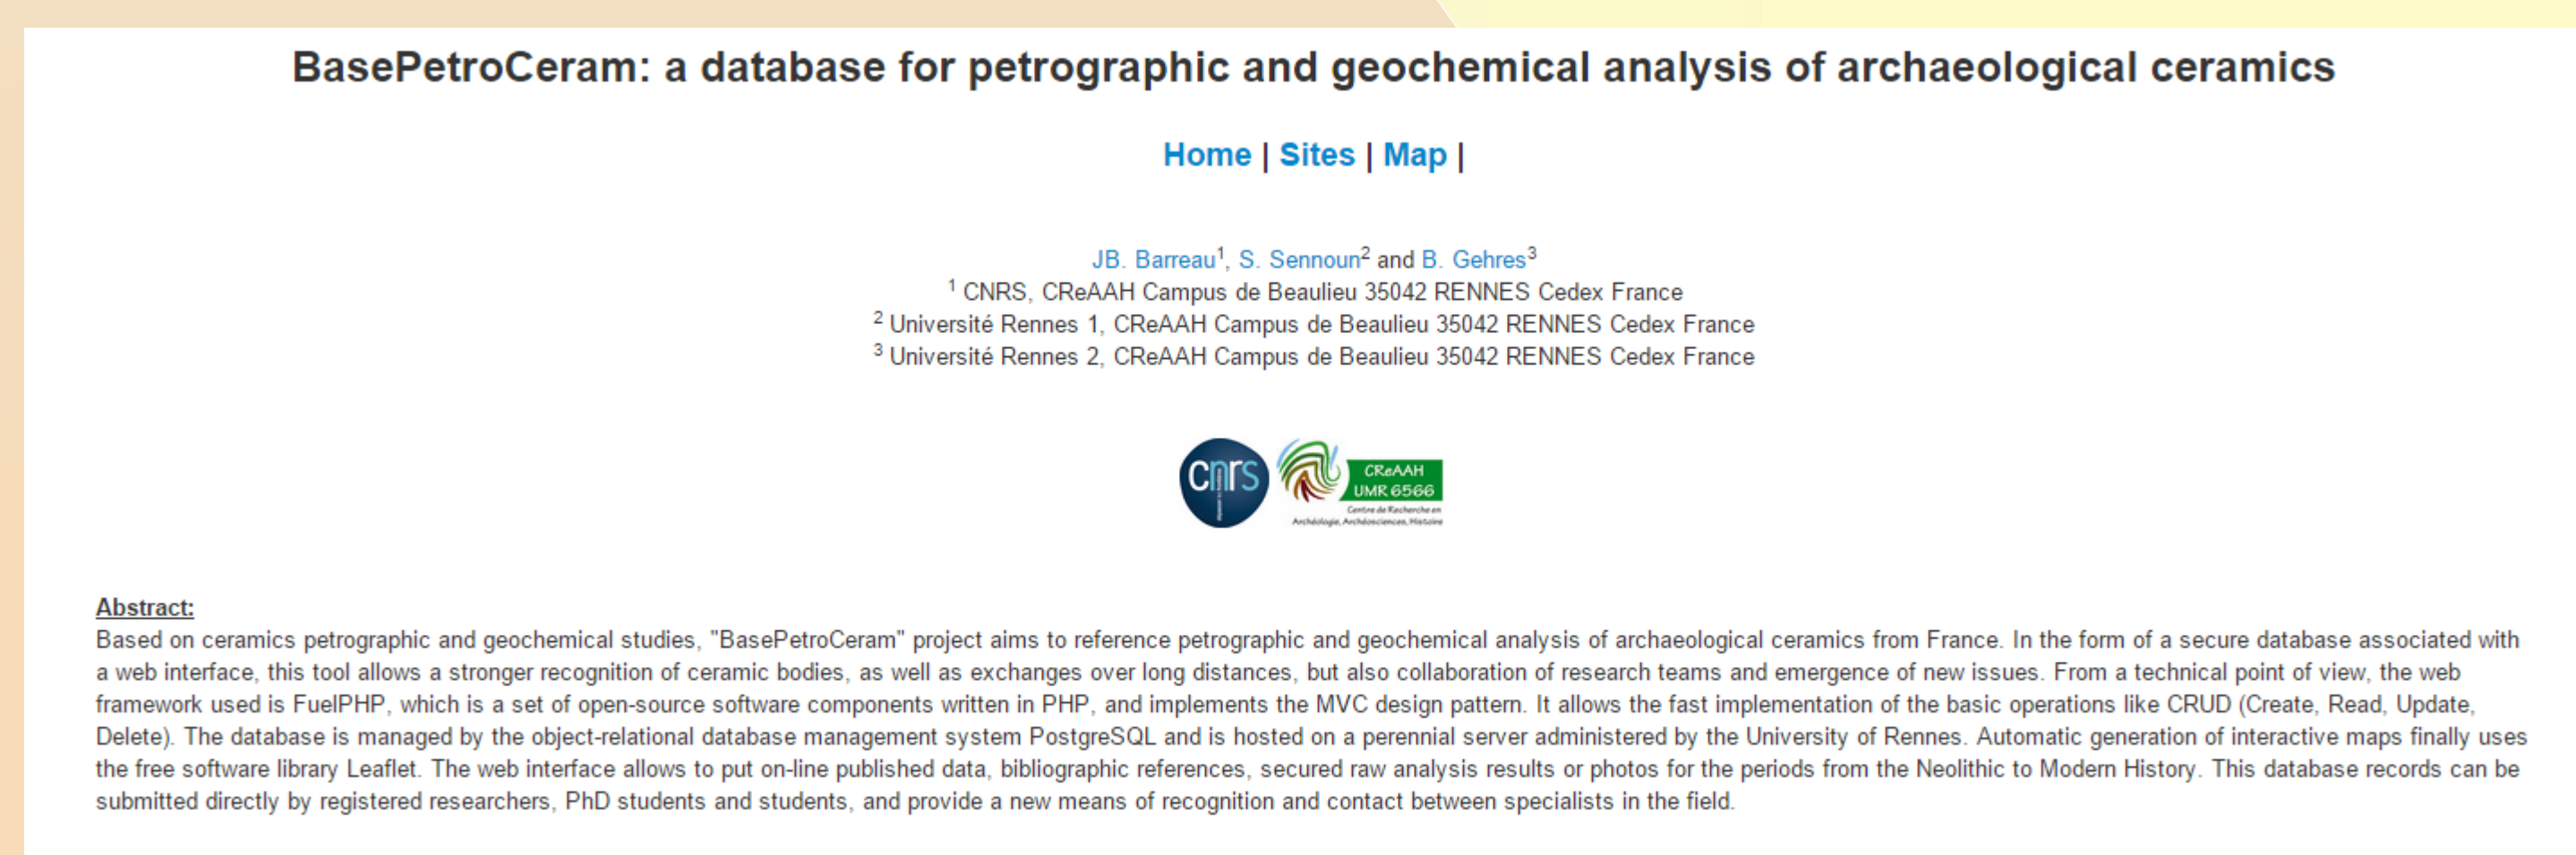 BasePetroCeram: a database for petrographic and geochemical analysis of archaeological ceramics
Home | Sites | Map |
JB. Barreau1, S. Sennoun2 and B. Gehres3
1 CNRS, CReAAH Campus de Beaulieu 35042 RENNES Cedex France
2 Université Rennes 1, CReAAH Campus de Beaulieu 35042 RENNES Cedex France
3 Université Rennes 2, CReAAH Campus de Beaulieu 35042 RENNES Cedex France
cnrs
CReAAH
UMR 6566
Centre de Recherche en
Archéologie, Archéosciences, Histoire
Abstract:
Based on ceramics petrographic and geochemical studies, "BasePetroCeram" project aims to reference petrographic and geochemical analysis of archaeological ceramics from France. In the form of a secure database associated with
a web interface, this tool allows a stronger recognition of ceramic bodies, as well as exchanges over long distances, but also collaboration of research teams and emergence of new issues. From a technical point of view, the web
framework used is FuelPHP, which is a set of open-source software components written in PHP, and implements the MVC design pattern. It allows the fast implementation of the basic operations like CRUD (Create, Read, Update,
Delete). The database is managed by the object-relational database management system PostgreSQL and is hosted on a perennial server administered by the University of Rennes. Automatic generation of interactive maps finally uses
the free software library Leaflet. The web interface allows to put on-line published data, bibliographic references, secured raw analysis results or photos for the periods from the Neolithic to Modern History. This database records can be
submitted directly by registered researchers, PhD students and students, and provide a new means of recognition and contact between specialists in the field.